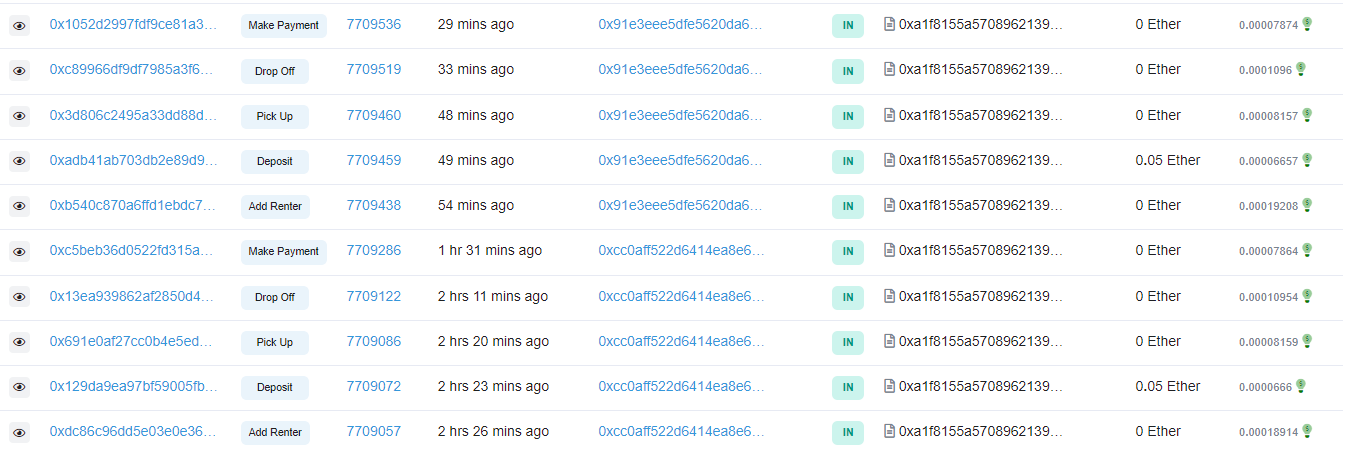 0x1052d2997fdf9ce81a3... Make Payment 7709536 29 mins ago 0x91e3eee5dfe5620da6... IN 0xa1f8155a5708962139... 0 Ether 0.00007874
0xc89966df9df7985a3f6... Drop Off 7709519 33 mins ago 0x91e3eee5dfe5620da6... IN 0xa1f8155a5708962139... 0 Ether 0.0001096
0x3d806c2495a33dd88d... Pick Up 7709460 48 mins ago 0x91e3eee5dfe5620da6... IN 0xa1f8155a5708962139... 0 Ether 0.00008157
0xadb41ab703db2e89d9... Deposit 7709459 49 mins ago 0x91e3eee5dfe5620da6... IN 0xa1f8155a5708962139... 0.05 Ether 0.00006657
0xb540c870a6ffd1ebdc7... Add Renter 7709438 54 mins ago 0x91e3eee5dfe5620da6... IN 0xa1f8155a5708962139... 0 Ether 0.00019208
0xc5beb36d0522fd315a... Make Payment 7709286 1 hr 31 mins ago 0xcc0aff522d6414ea8e6... IN 0xa1f8155a5708962139... 0 Ether 0.00007864
0x13ea939862af2850d4... Drop Off 7709122 2 hrs 11 mins ago 0xcc0aff522d6414ea8e6... IN 0xa1f8155a5708962139... 0 Ether 0.00010954
0x691e0af27cc0b4e5ed... Pick Up 7709086 2 hrs 20 mins ago 0xcc0aff522d6414ea8e6... IN 0xa1f8155a5708962139... 0 Ether 0.00008159
0x129da9ea97bf59005fb... Deposit 7709072 2 hrs 23 mins ago 0xcc0aff522d6414ea8e6... IN 0xa1f8155a5708962139... 0.05 Ether 0.0000666
0xdc86c96dd5e03e0e36... Add Renter 7709057 2 hrs 26 mins ago 0xcc0aff522d6414ea8e6... IN 0xa1f8155a5708962139... 0 Ether 0.00018914